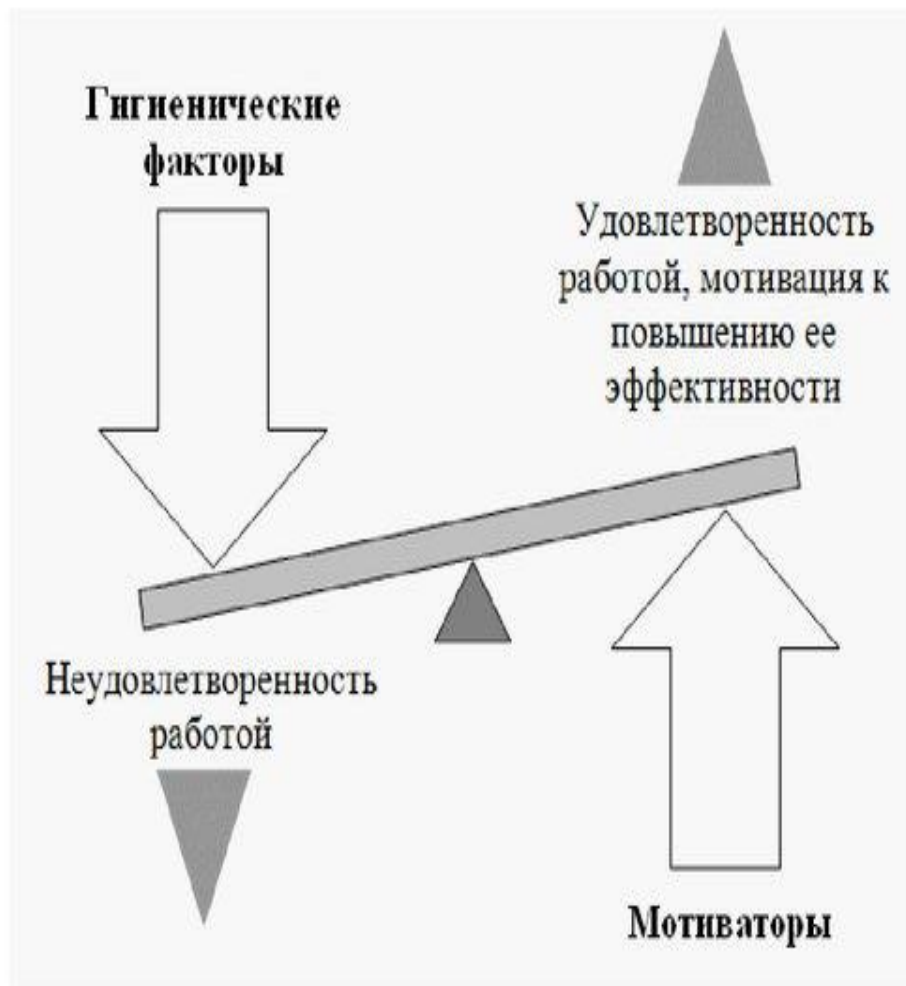 Гигиенические
факторы
Удовлетворенность
работой, мотивация к
повышению ее
эффективности
Неудовлетворенность
работой
Мотиваторы